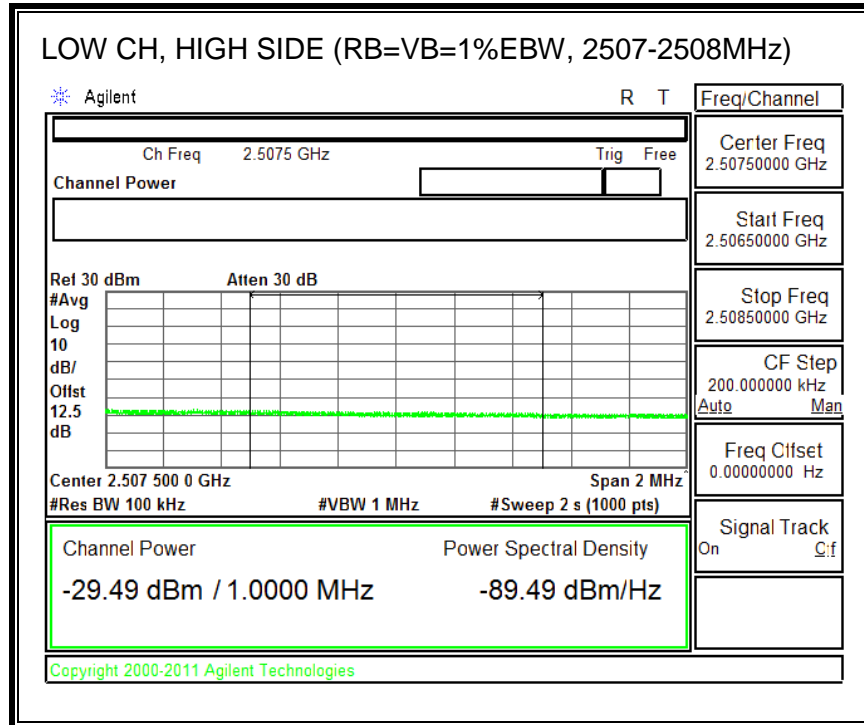 LOW CH, HIGH SIDE (RB=VB=1%EBW, 2507-2508MHz)
Agilent R T
Ch Freq 2.5075 GHz Trig Free
Channel Power
Ref 30 dBm Atten 30 dB
#Avg
Log
10
dB/
Offst
12.5
dB
Center 2.507 500 0 GHz Span 2 MHz
#Res BW 100 kHz #VBW 1 MHz #Sweep 2 s (1000 pts)
Channel Power Power Spectral Density
-29.49 dBm / 1.0000 MHz -89.49 dBm/Hz
Copyright 2000-2011 Agilent Technologies
Freq/Channel
Center Freq
2.50750000 GHz
Start Freq
2.50650000 GHz
Stop Freq
2.50850000 GHz
CF Step
200.000000 kHz
Auto Man
Freq Offset
0.00000000 Hz
Signal Track
On Off